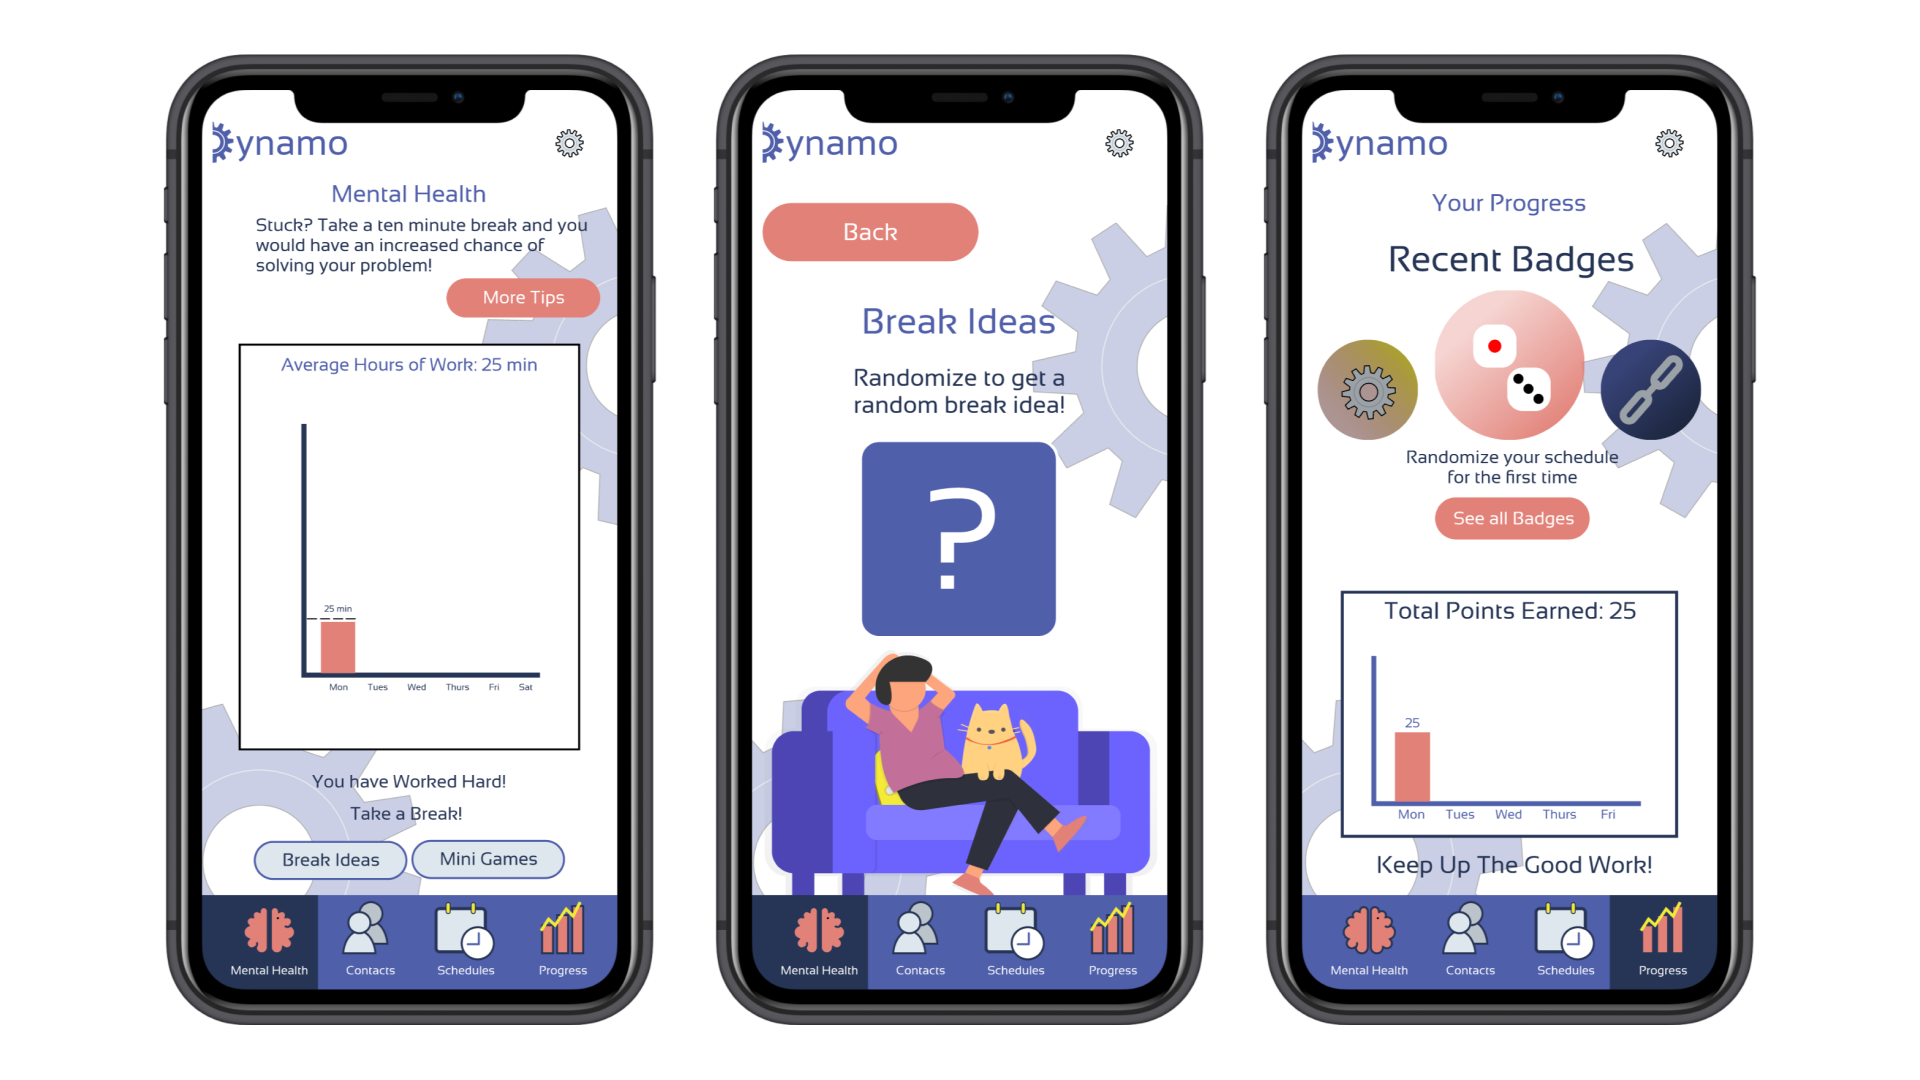 Dynamo
Mental Health
Stuck? Take a ten minute break and you
would have an increased chance of
solving your problem!
More Tips
Average Hours of Work: 25 min
25 min
Mon Tues Wed Thurs Fri Sat
You have Worked Hard!
Take a Break!
Break Ideas
Mini Games
Mental Health Contacts Schedules Progress
Dynamo
Back
Break Ideas
Randomize to get a
random break idea!
?
Mental Health Contacts Schedules Progress
Dynamo
Your Progress
Recent Badges
Randomize your schedule
for the first time
See all Badges
Total Points Earned: 25
25
Mon Tues Wed Thurs Fri
Keep Up The Good Work!
Mental Health Contacts Schedules Progress